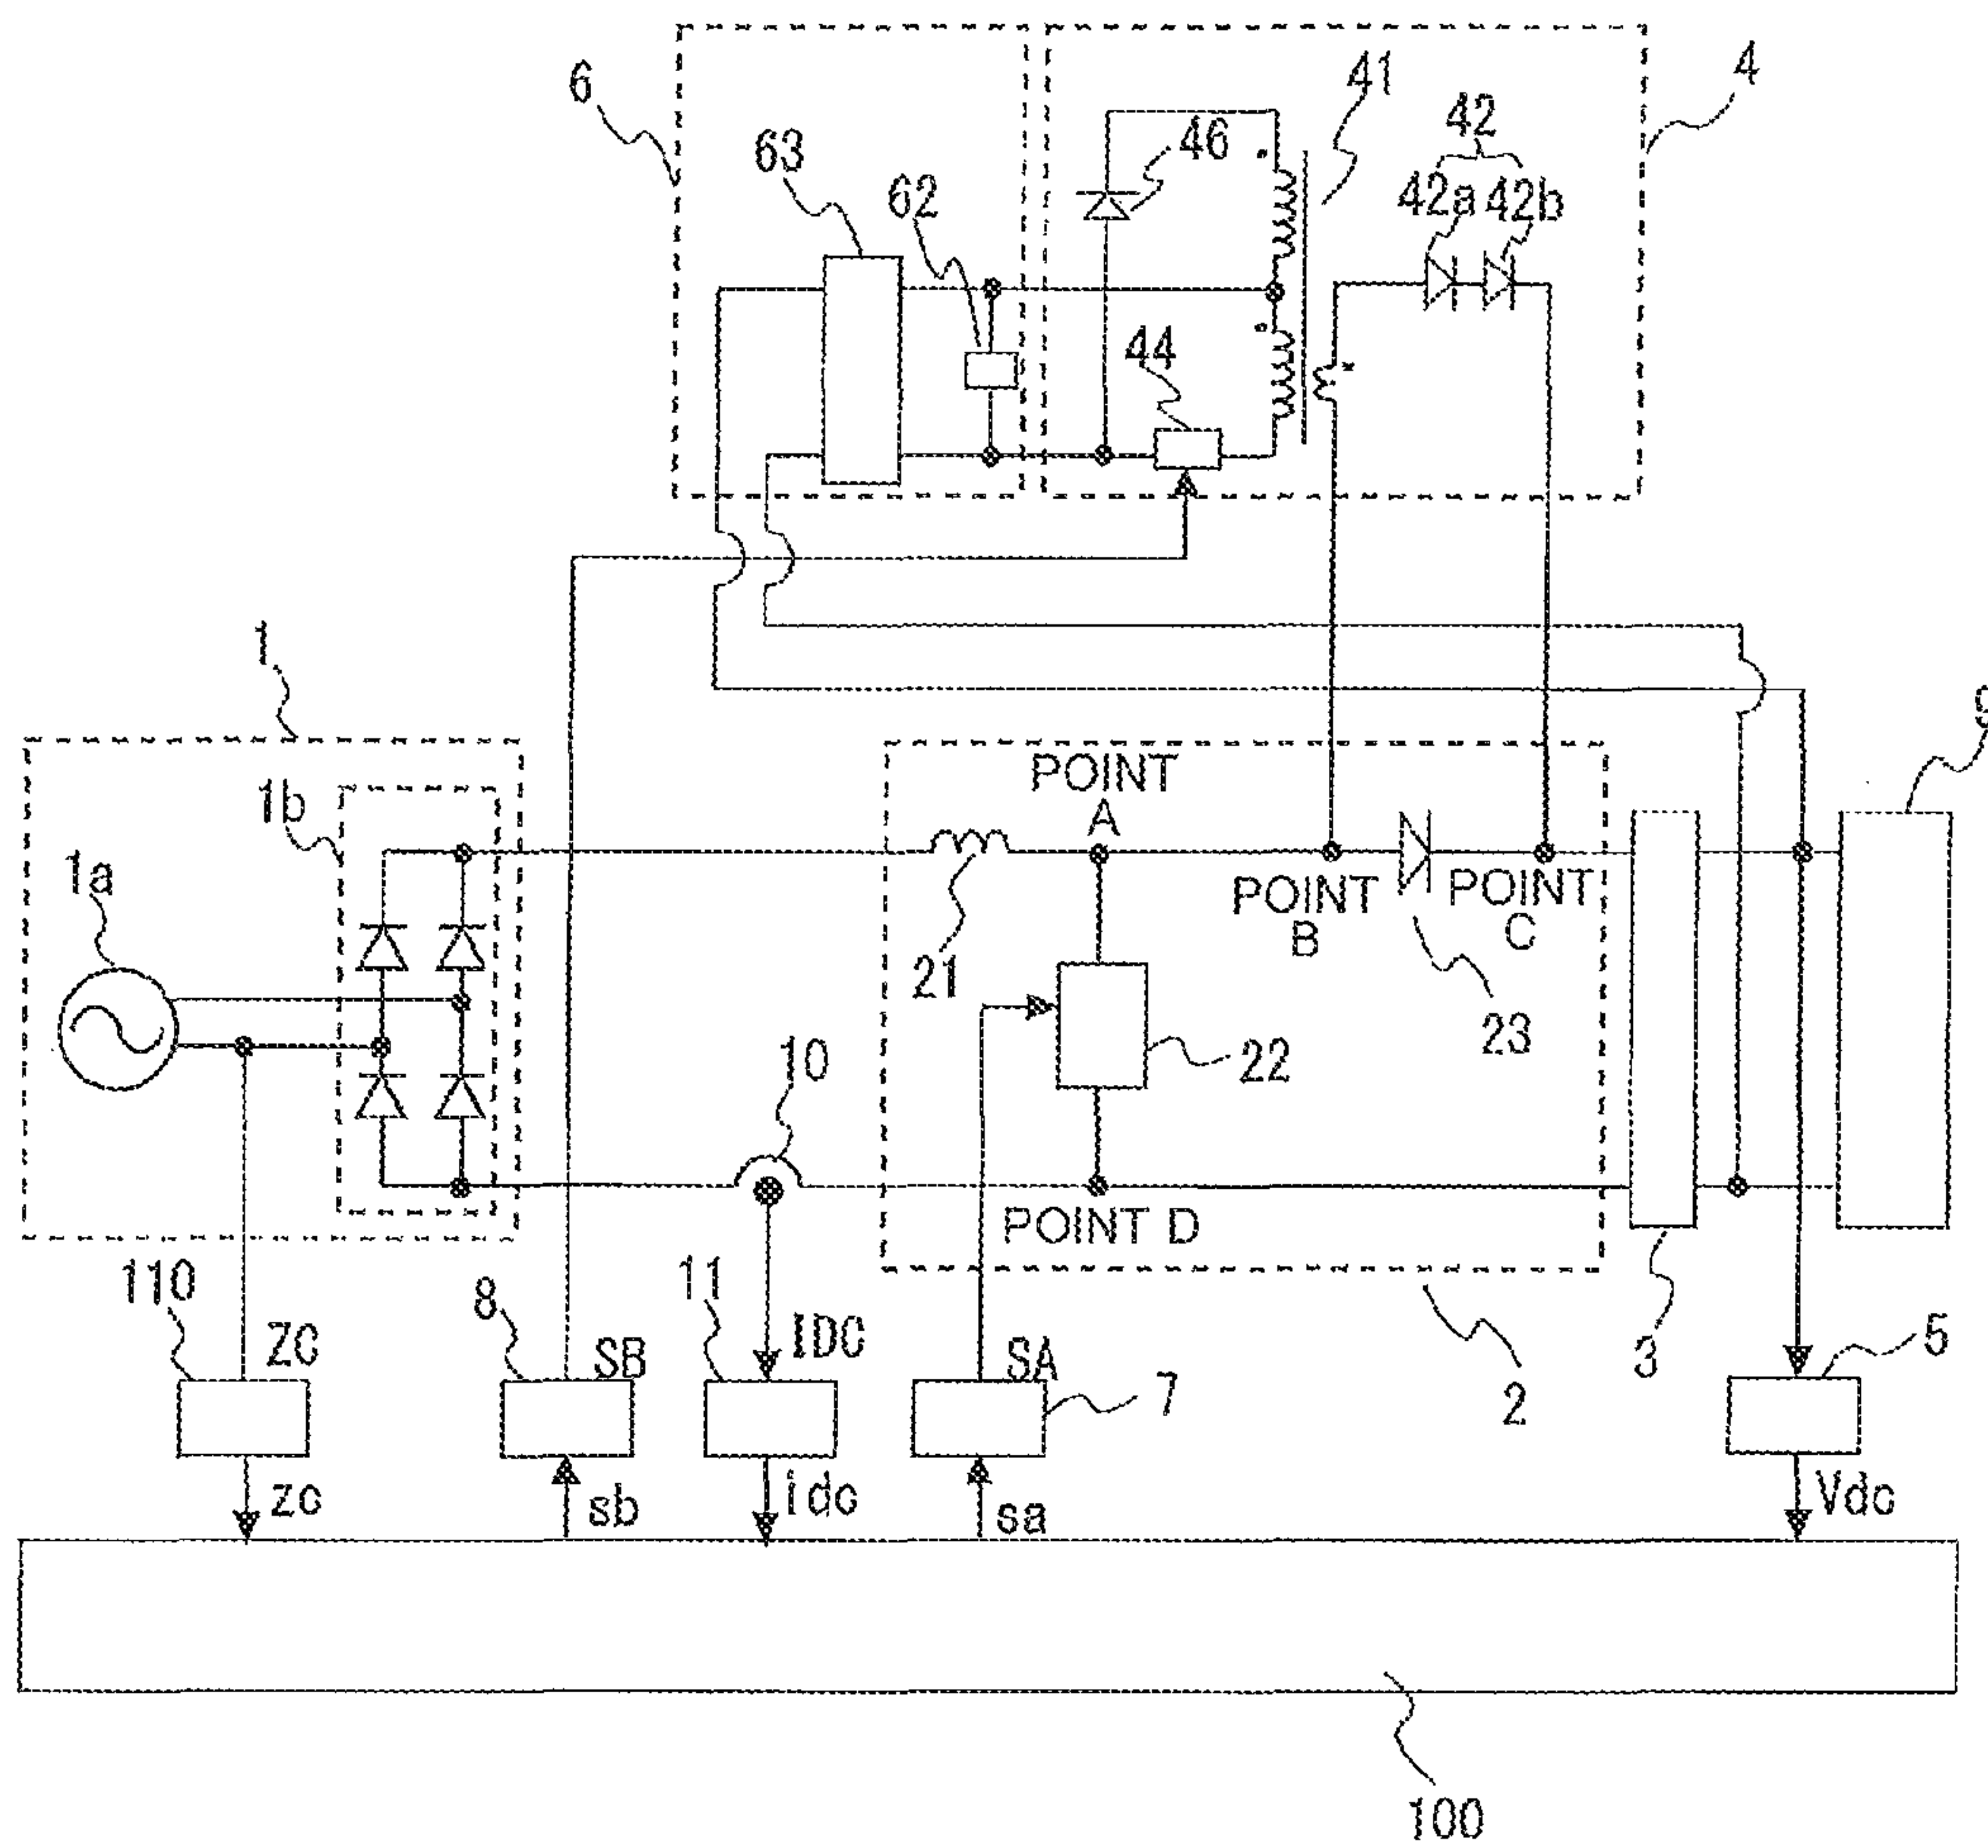 6
63
62
46
41
42
42a 42b
4
44
1
1b
1a
POINT
A
POINT
B
POINT
C
21
22
23
10
POINT D
9
110
ZC
zc
8
SB
sb
11
IDC
idc
SA
7
sa
2
3
5
Vdc
100